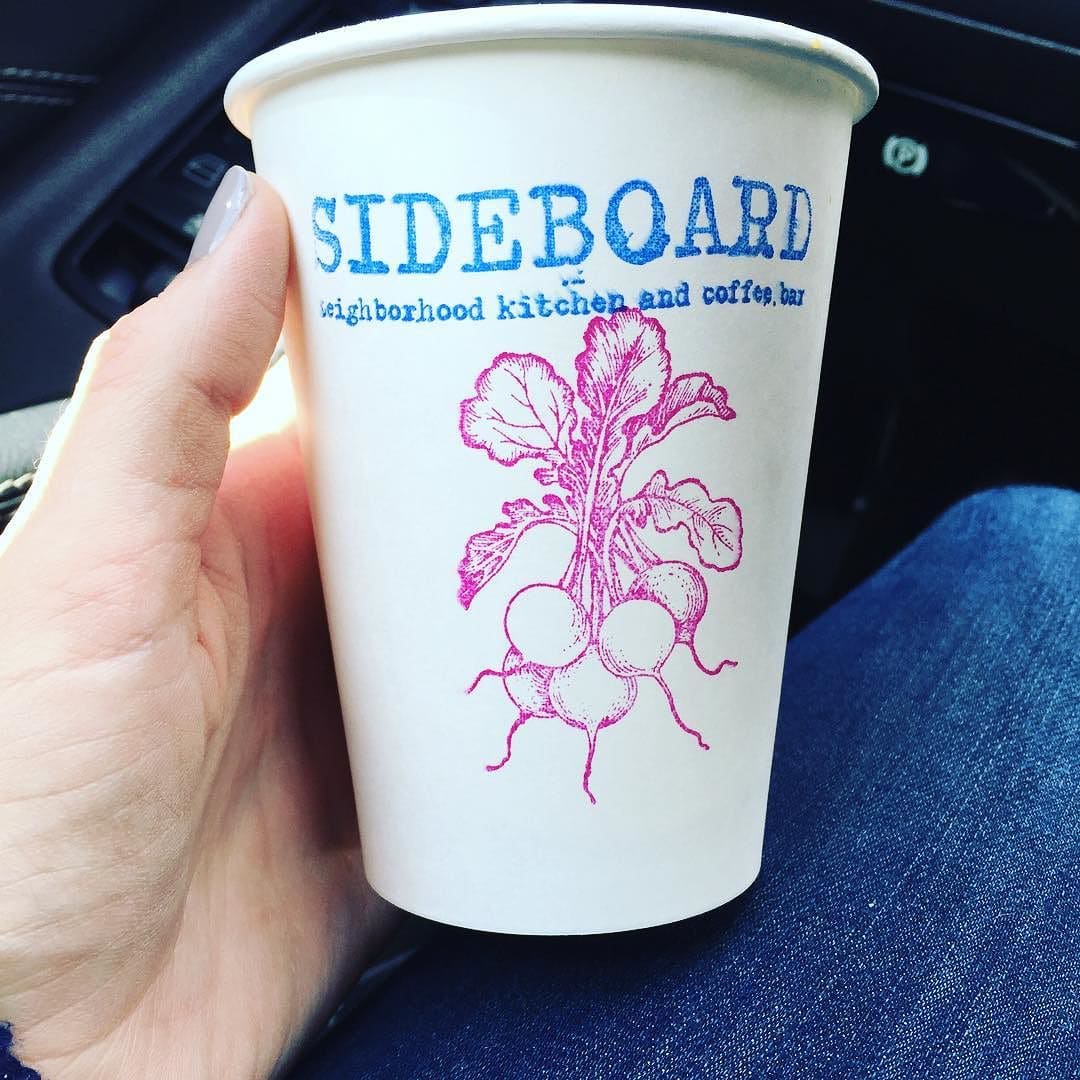 SIDEBOARD
neighborhood kitchen and coffee bar
P